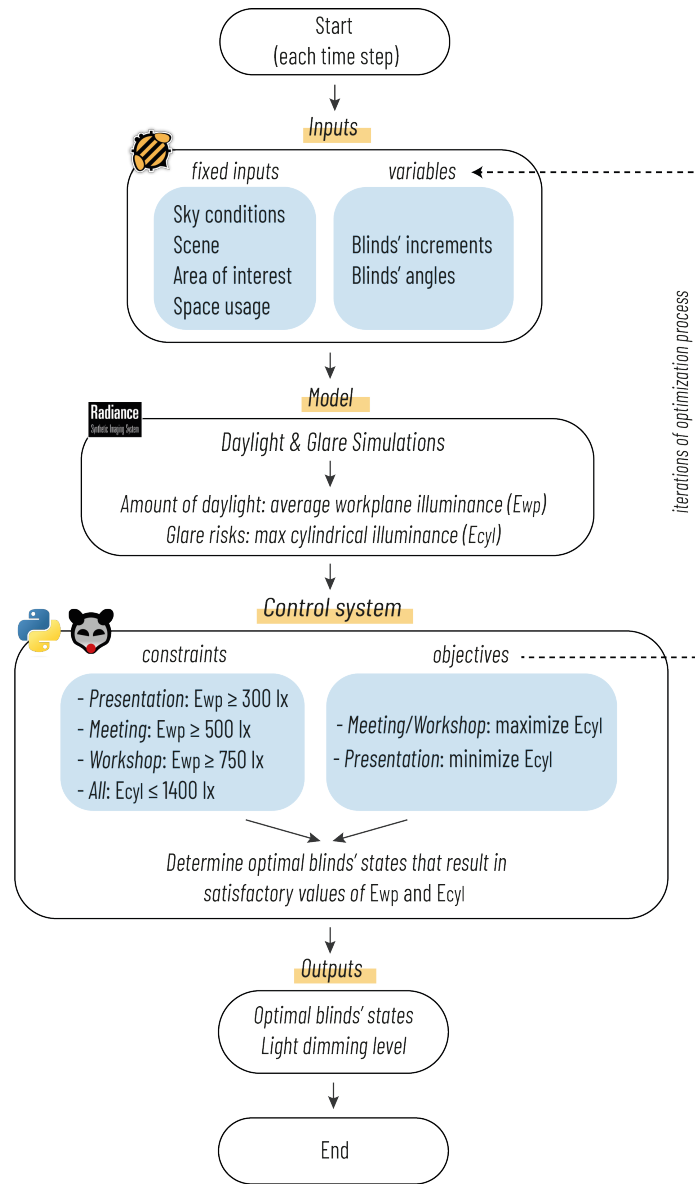 Start
(each time step)
Inputs
fixed inputs
variables
Sky conditions
Scene
Area of interest
Space usage
Blinds' increments
Blinds' angles
iterations of optimization process
Model
Radiance
Synthetic Imaging System
Daylight & Glare Simulations
Amount of daylight: average workplane illuminance (Ewp)
Glare risks: max cylindrical illuminance (Ecyl)
Control system
constraints
objectives
- Presentation: Ewp ≥ 300 lx
- Meeting: Ewp ≥ 500 lx
- Workshop: Ewp ≥ 750 lx
- All: Ecyl ≤ 1400 lx
- Meeting/Workshop: maximize Ecyl
- Presentation: minimize Ecyl
Determine optimal blinds' states that result in
satisfactory values of Ewp and Ecyl
Outputs
Optimal blinds' states
Light dimming level
End